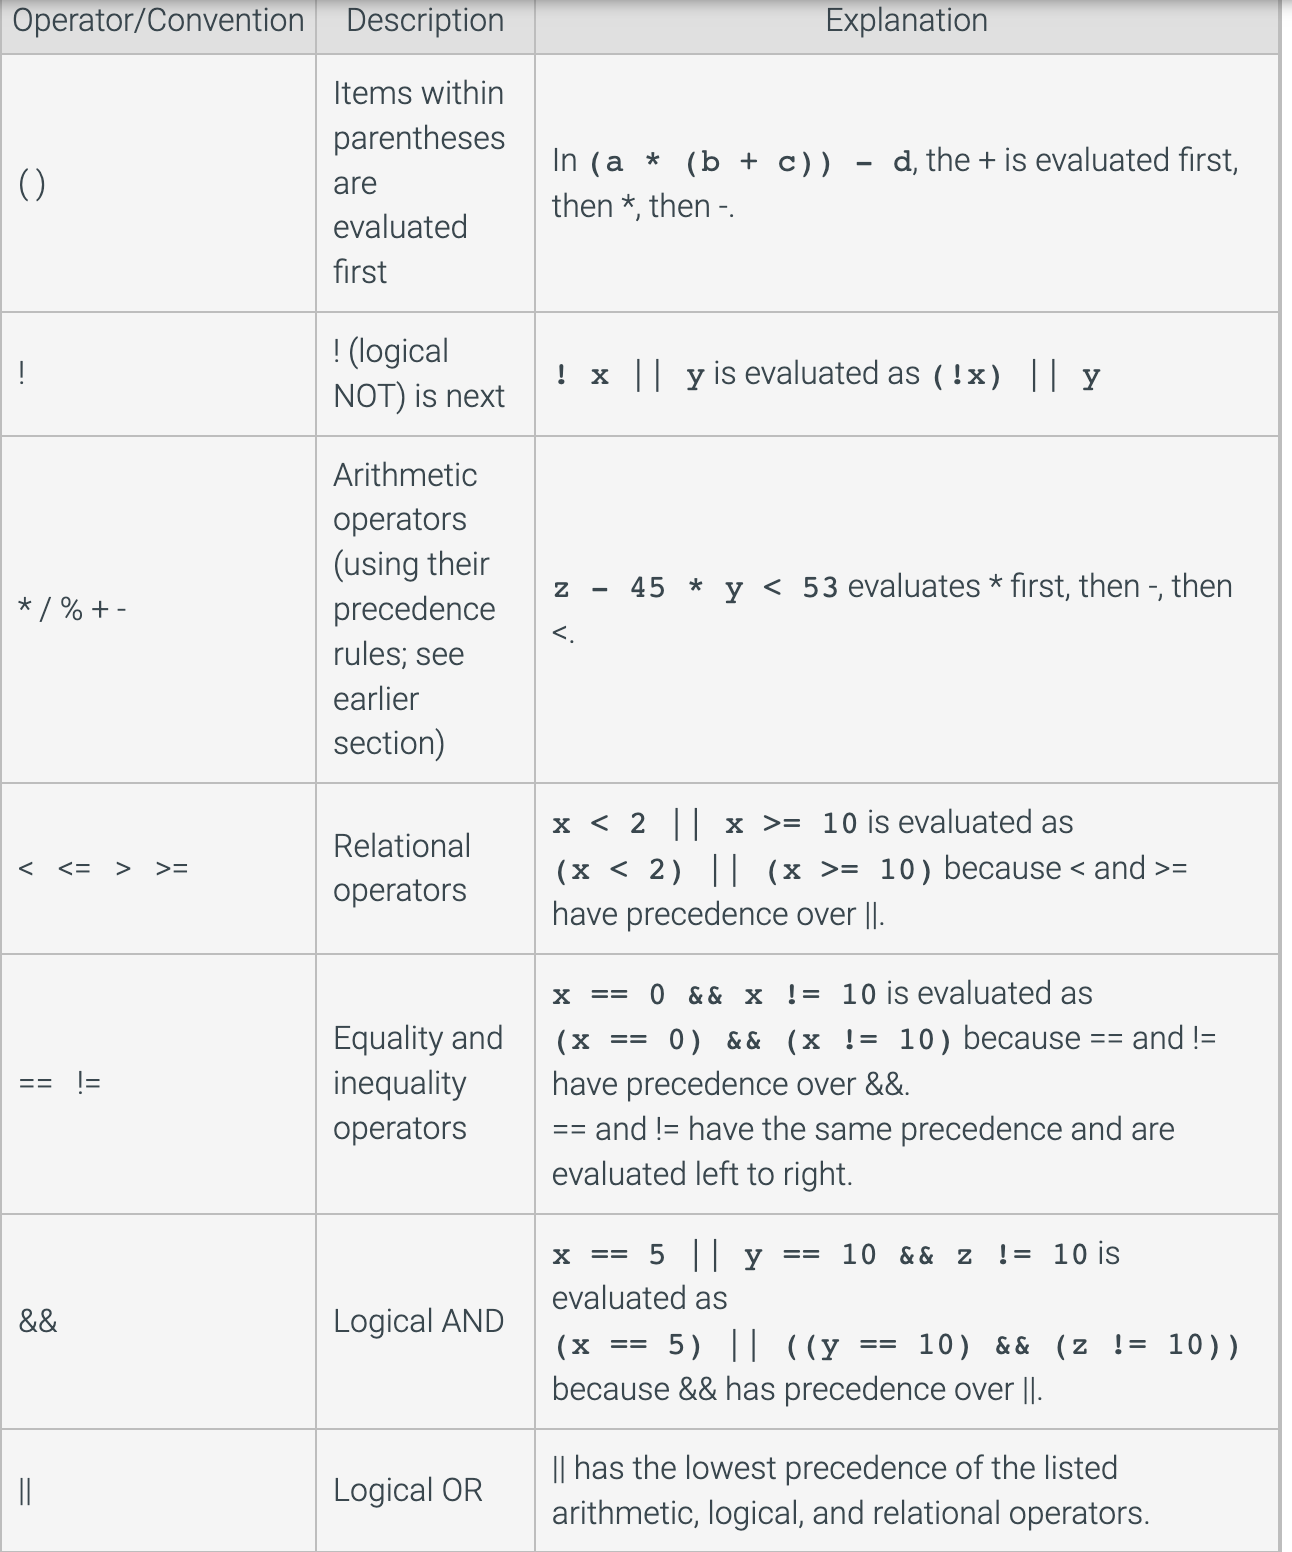 Operator/Convention Description Explanation
()
Items within
parentheses
are
evaluated
first
In (a * (b + c)) - d, the + is evaluated first,
then *, then -.
!
! (logical
NOT) is next
! x || y is evaluated as (!x) || y
* / % + -
Arithmetic
operators
(using their
precedence
rules; see
earlier
section)
z - 45 * y < 53 evaluates * first, then -, then
<.
< <= > >=
Relational
operators
x < 2 || x >= 10 is evaluated as
(x < 2) || (x >= 10) because < and >=
have precedence over ||.
== !=
Equality and
inequality
operators
x == 0 && x != 10 is evaluated as
(x == 0) && (x != 10) because == and !=
have precedence over &&.
== and != have the same precedence and are
evaluated left to right.
&&
Logical AND
x == 5 || y == 10 && z != 10 is
evaluated as
(x == 5) || ((y == 10) && (z != 10))
because && has precedence over ||.
||
Logical OR
|| has the lowest precedence of the listed
arithmetic, logical, and relational operators.